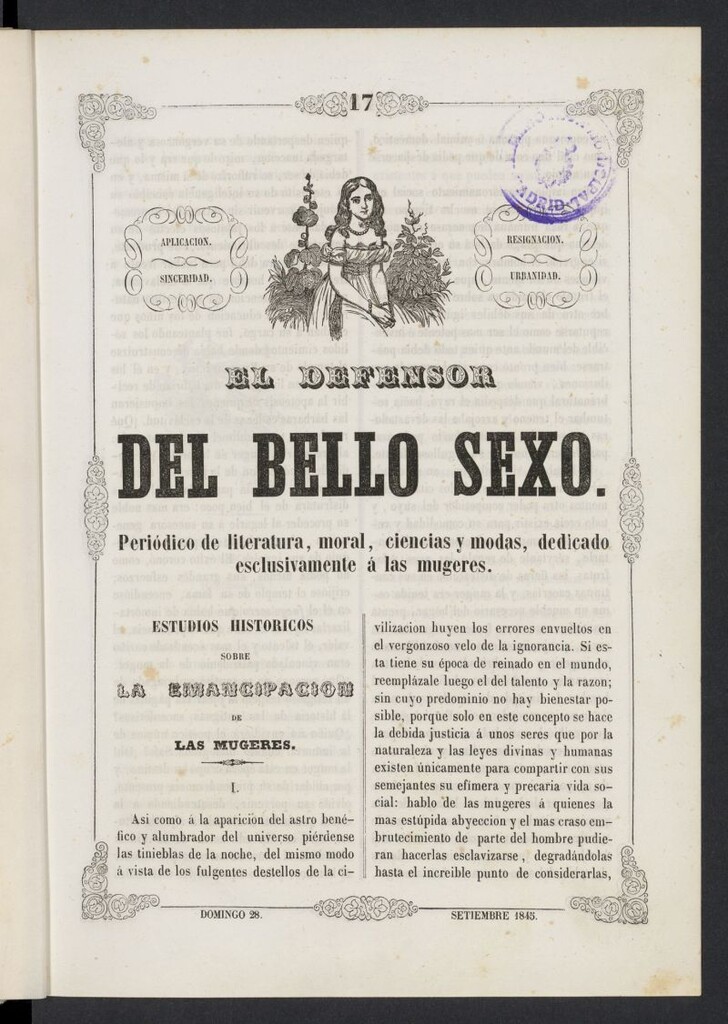 17
APLICACION.
SINCERIDAD.
RESIGNACION.
URBANIDAD.
EL DEFENSOR
DEL BELLO SEXO.
Periódico de literatura, moral, ciencias y modas, dedicado
esclusivamente á las mugeres.
ESTUDIOS HISTORICOS
SOBRE
LA EMANCIPACION
DE
LAS MUGERES.
I.
Asi como á la aparicion del astro bené-
fico y alumbrador del universo piérdense
las tinieblas de la noche, del mismo modo
á vista de los fulgentes destellos de la ci-
vilizacion huyen los errores envueltos en
el vergonzoso velo de la ignorancia. Si es-
ta tiene su época de reinado en el mundo,
reemplázale luego el del talento y la razon;
sin cuyo predominio no hay bienestar po-
sible, porque solo en este concepto se hace
la debida justicia á unos seres que por la
naturaleza y las leyes divinas y humanas
existen únicamente para compartir con sus
semejantes su efimera y precaria vida so-
cial: hablo de las mugeres á quienes la
mas estúpida abyeccion y el mas craso em-
brutecimiento de parte del hombre pudie-
ran hacerlas esclavizarse, degradándolas
hasta el increible punto de considerarlas,
DOMINGO 28.
SETIEMBRE 1845.